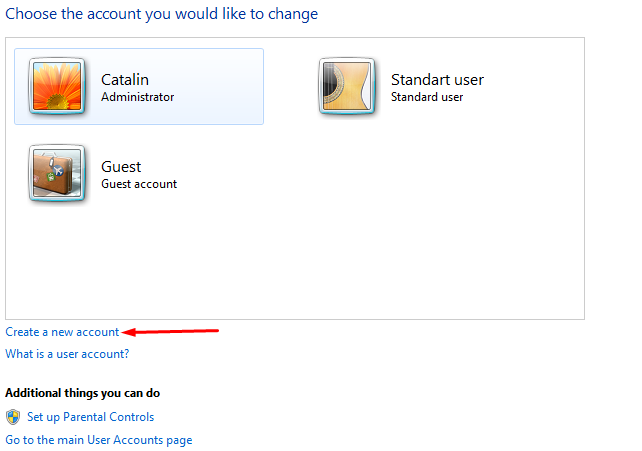 Choose the account you would like to change
Catalin
Administrator
Standart user
Standard user
Guest
Guest account
Create a new account
What is a user account?
Additional things you can do
Set up Parental Controls
Go to the main User Accounts page